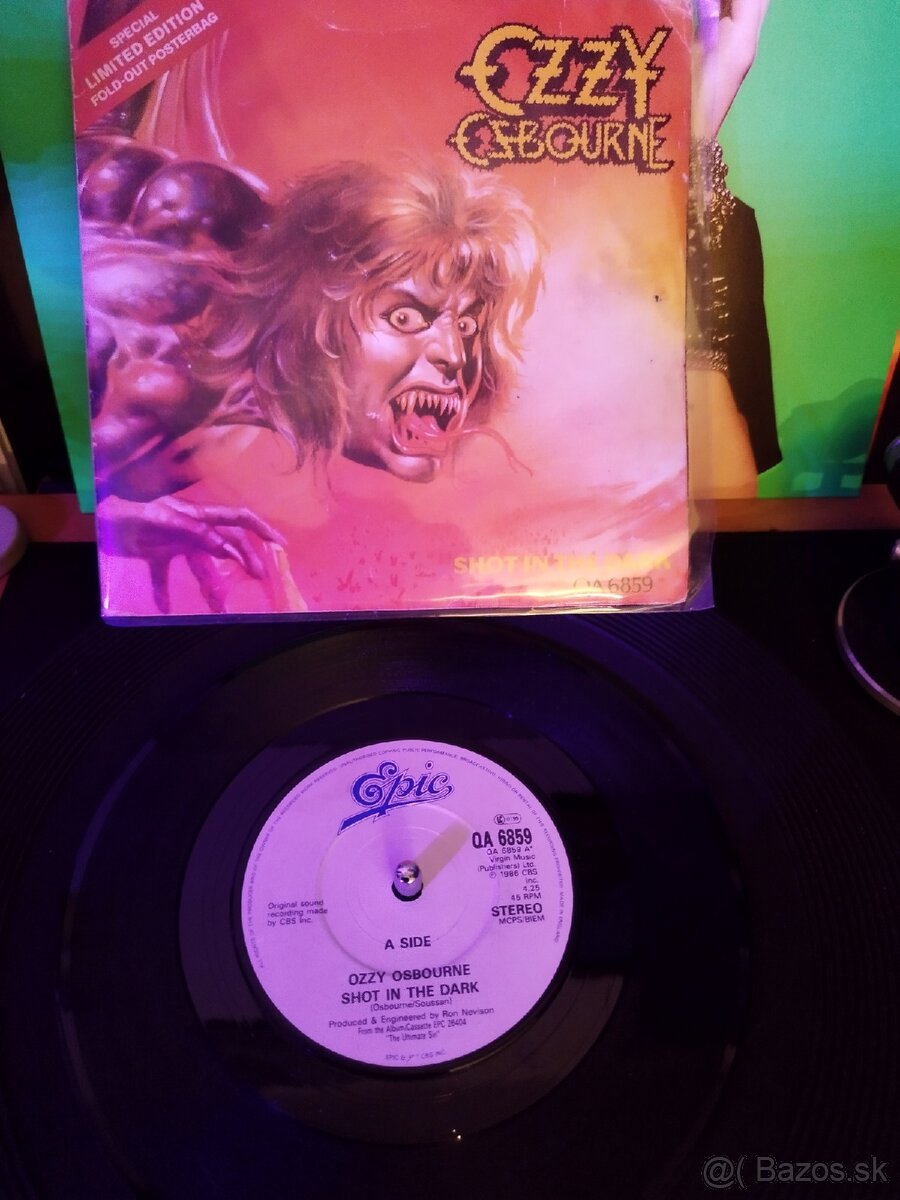 SPECIAL
LIMITED EDITION
FOLD-OUT POSTERBAG
OZZY
OSBOURNE
SHOT IN THE DARK
QA 6859
Epic
QA 6859
QA 6859 A*
Virgin Music
(Publishers) Ltd.
℗ 1986 CBS
Inc.
4.25
45 RPM
STEREO
MCPS/BIEM
Original sound
recording made
by CBS Inc.
A SIDE
OZZY OSBOURNE
SHOT IN THE DARK
(Osbourne/Soussan)
Produced & Engineered by Ron Nevison
From the Album/Cassette EPC 26404
"The Ultimate Sin"
@( Bazos.sk